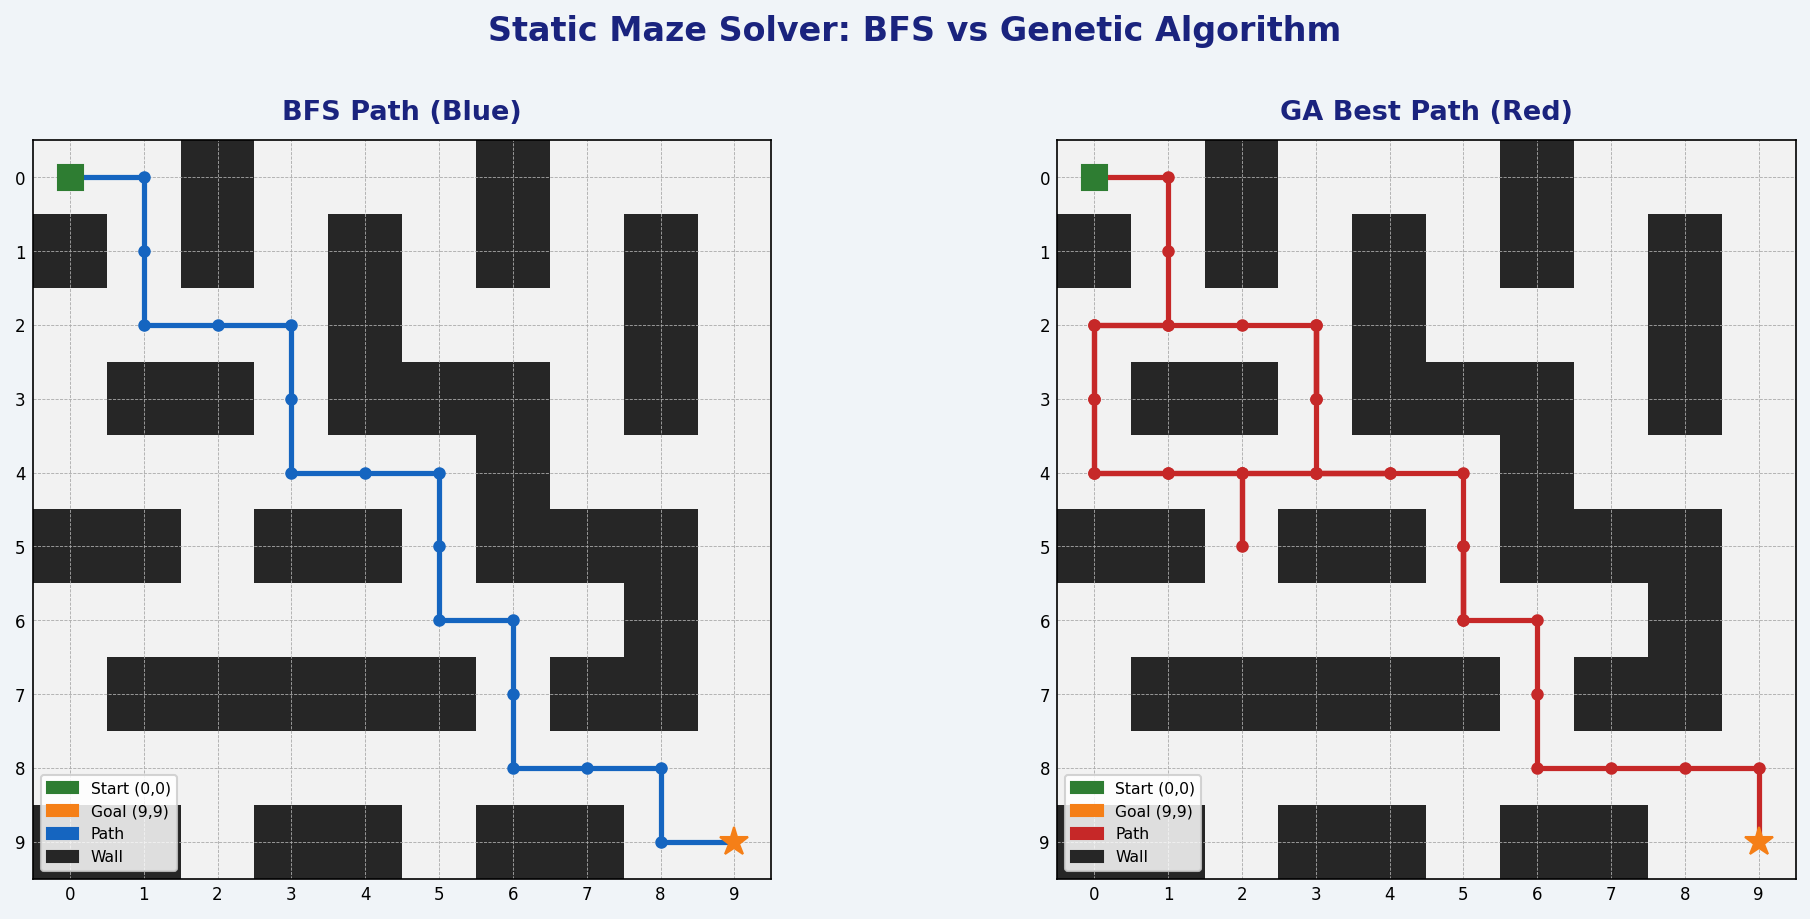 Static Maze Solver: BFS vs Genetic Algorithm
BFS Path (Blue)
0
1
2
3
4
5
6
7
8
9
Start (0,0)
Goal (9,9)
Path
Wall
0 1 2 3 4 5 6 7 8 9
GA Best Path (Red)
0
1
2
3
4
5
6
7
8
9
Start (0,0)
Goal (9,9)
Path
Wall
0 1 2 3 4 5 6 7 8 9